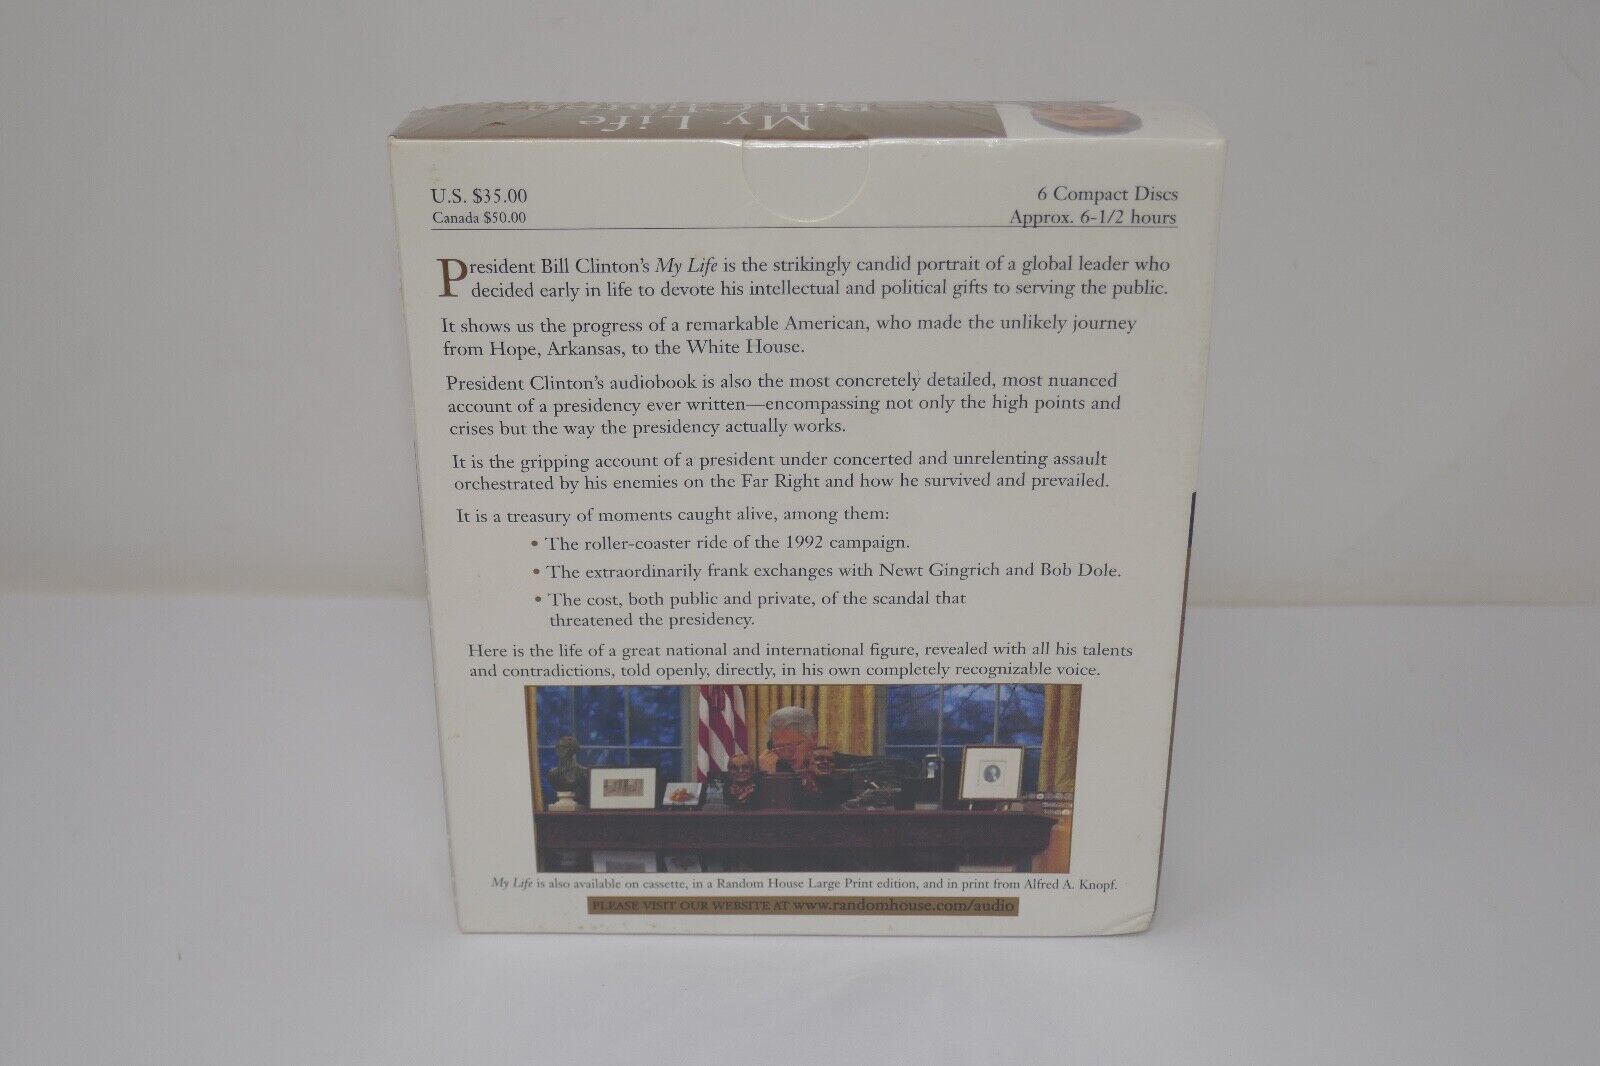 My Life
Bill Clinton
U.S. $35.00
Canada $50.00
6 Compact Discs
Approx. 6-1/2 hours
President Bill Clinton's My Life is the strikingly candid portrait of a global leader who
decided early in life to devote his intellectual and political gifts to serving the public.
It shows us the progress of a remarkable American, who made the unlikely journey
from Hope, Arkansas, to the White House.
President Clinton's audiobook is also the most concretely detailed, most nuanced
account of a presidency ever written—encompassing not only the high points and
crises but the way the presidency actually works.
It is the gripping account of a president under concerted and unrelenting assault
orchestrated by his enemies on the Far Right and how he survived and prevailed.
It is a treasury of moments caught alive, among them:
• The roller-coaster ride of the 1992 campaign.
• The extraordinarily frank exchanges with Newt Gingrich and Bob Dole.
• The cost, both public and private, of the scandal that
threatened the presidency.
Here is the life of a great national and international figure, revealed with all his talents
and contradictions, told openly, directly, in his own completely recognizable voice.
My Life is also available on cassette, in a Random House Large Print edition, and in print from Alfred A. Knopf.
PLEASE VISIT OUR WEBSITE AT www.randomhouse.com/audio